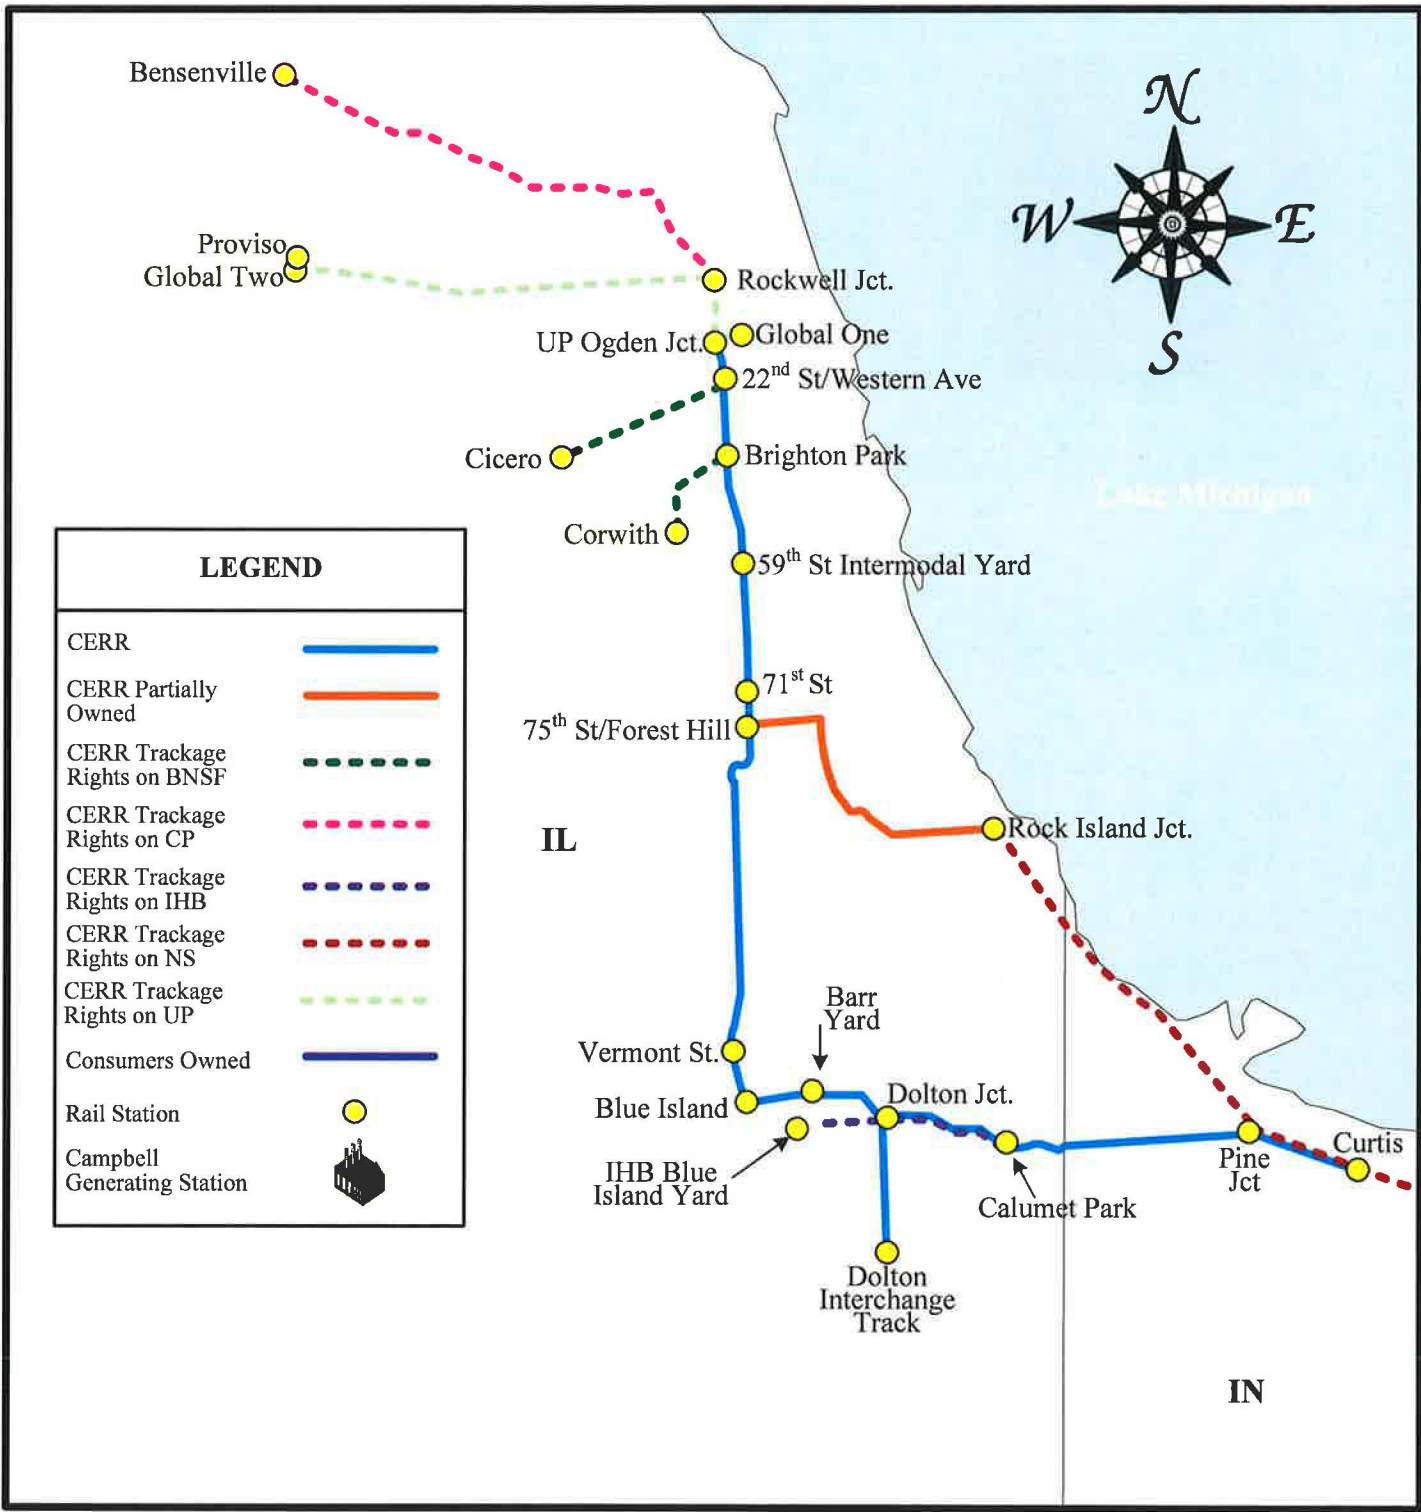 N
W
E
S
Bensenville
Proviso
Global Two
Rockwell Jct.
UP Ogden Jct.
Global One
22nd St/Western Ave
Cicero
Brighton Park
Lake Michigan
Corwith
59th St Intermodal Yard
71st St
75th St/Forest Hill
Rock Island Jct.
IL
Barr
Yard
Vermont St.
Blue Island
Dolton Jct.
IHB Blue
Island Yard
Calumet Park
Pine
Jct
Curtis
Dolton
Interchange
Track
IN
LEGEND
CERR
CERR Partially
Owned
CERR Trackage
Rights on BNSF
CERR Trackage
Rights on CP
CERR Trackage
Rights on IHB
CERR Trackage
Rights on NS
CERR Trackage
Rights on UP
Consumers Owned
Rail Station
Campbell
Generating Station